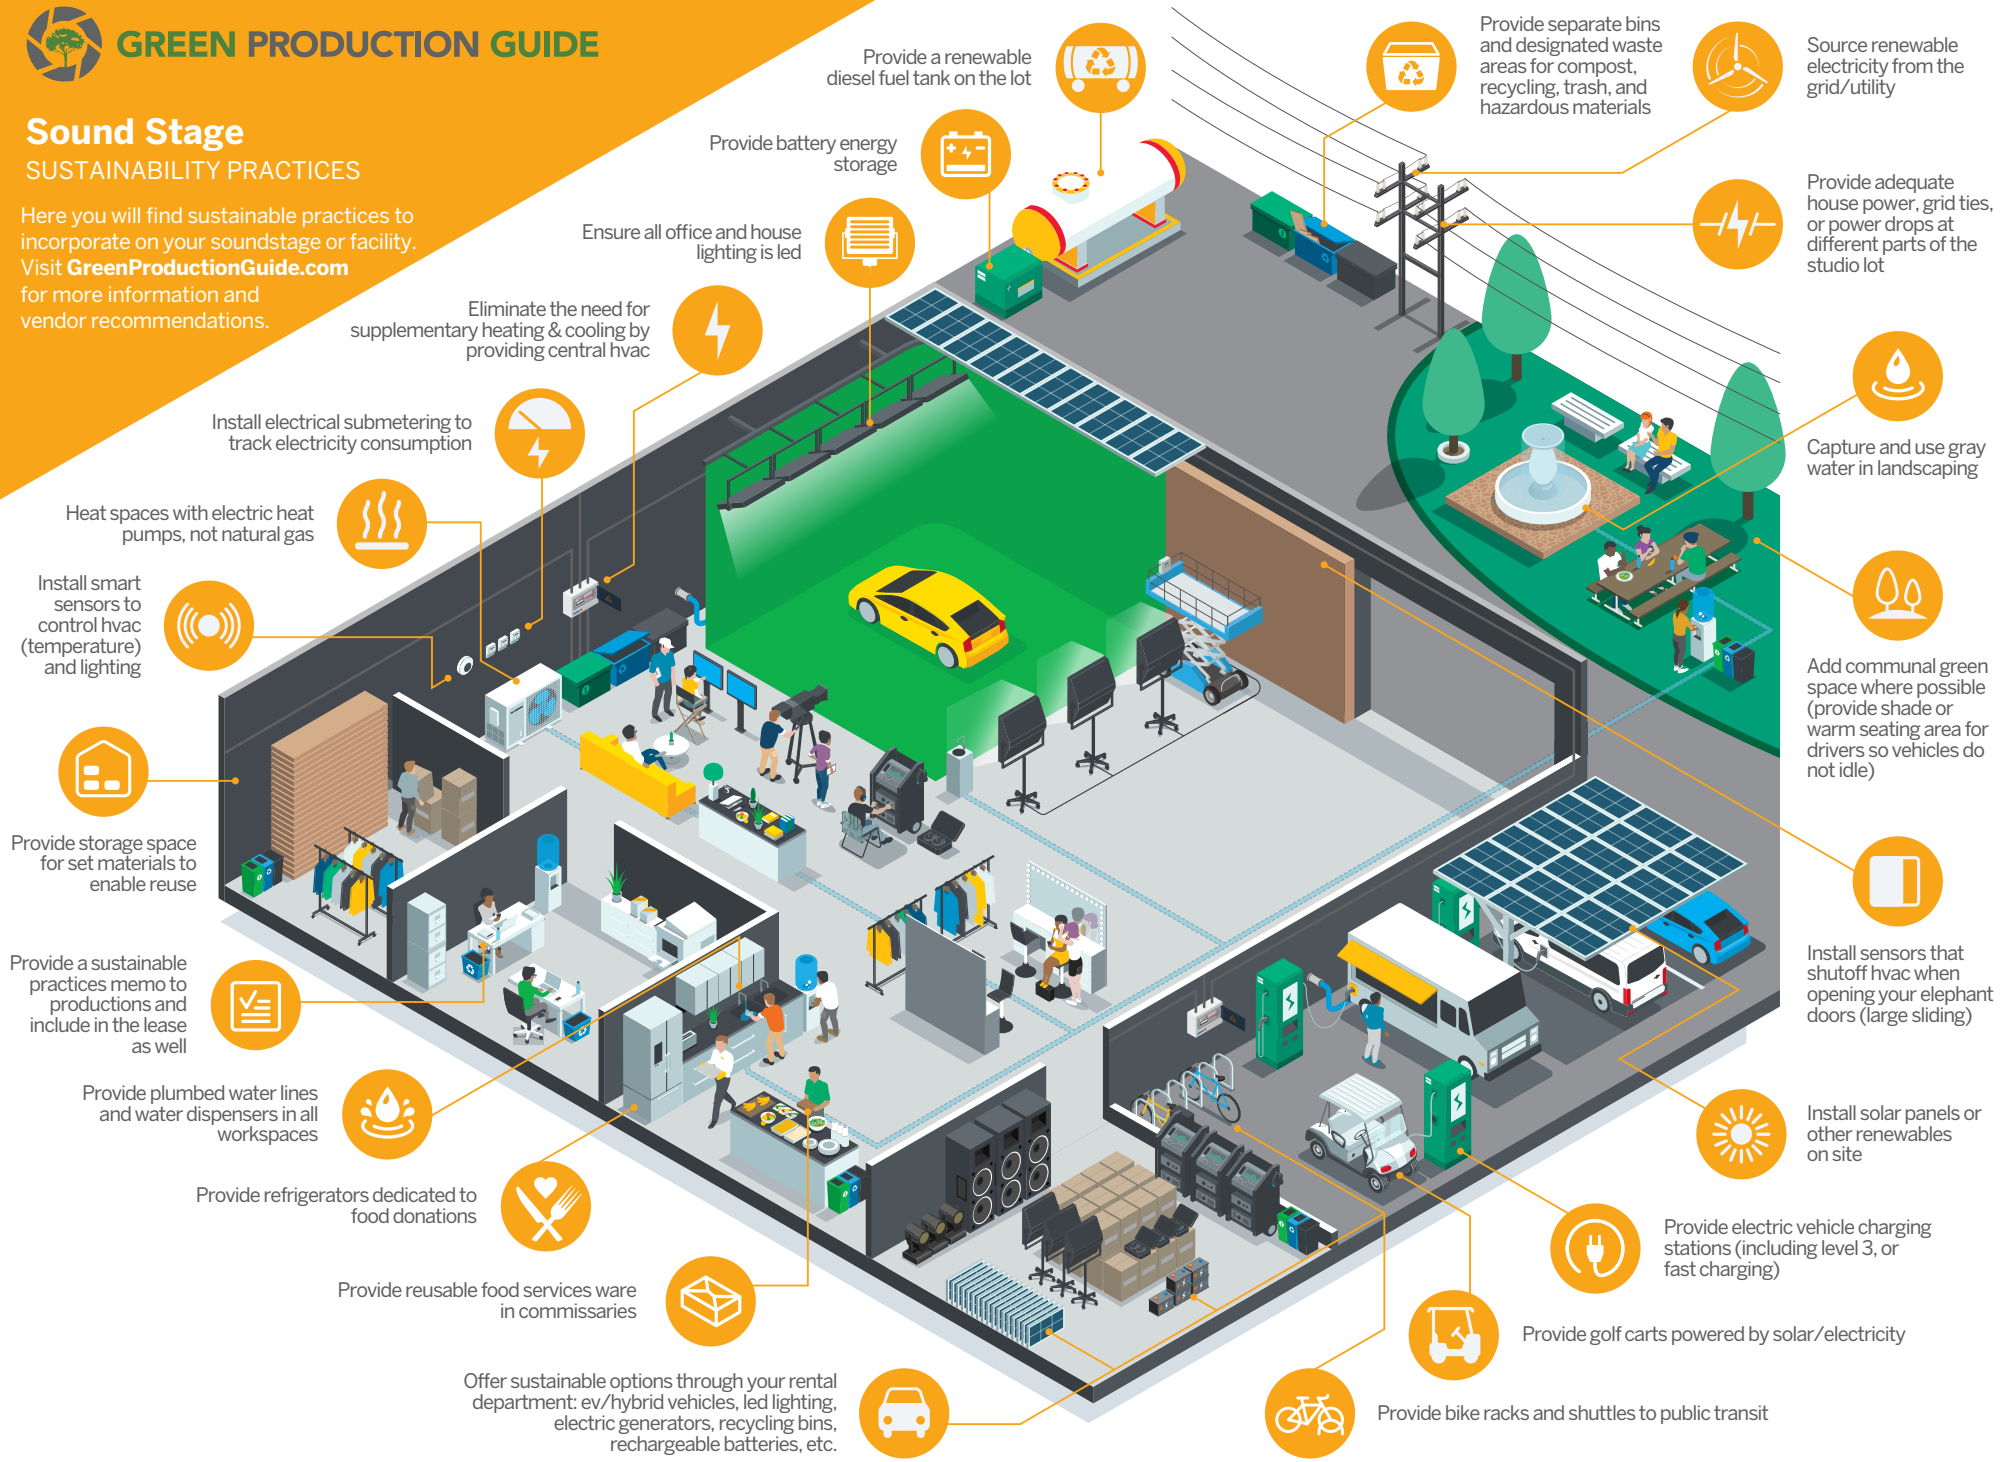 GREEN PRODUCTION GUIDE
Sound Stage
SUSTAINABILITY PRACTICES
Here you will find sustainable practices to
incorporate on your soundstage or facility.
Visit GreenProductionGuide.com
for more information and
vendor recommendations.
Provide a renewable
diesel fuel tank on the lot
Provide separate bins
and designated waste
areas for compost,
recycling, trash, and
hazardous materials
Source renewable
electricity from the
grid/utility
Provide battery energy
storage
Provide adequate
house power, grid ties,
or power drops at
different parts of the
studio lot
Ensure all office and house
lighting is led
Eliminate the need for
supplementary heating & cooling by
providing central hvac
Install electrical submetering to
track electricity consumption
Capture and use gray
water in landscaping
Heat spaces with electric heat
pumps, not natural gas
Install smart
sensors to
control hvac
(temperature)
and lighting
Add communal green
space where possible
(provide shade or
warm seating area for
drivers so vehicles do
not idle)
Provide storage space
for set materials to
enable reuse
Install sensors that
shutoff hvac when
opening your elephant
doors (large sliding)
Provide a sustainable
practices memo to
productions and
include in the lease
as well
Provide plumbed water lines
and water dispensers in all
workspaces
Install solar panels or
other renewables
on site
Provide refrigerators dedicated to
food donations
Provide electric vehicle charging
stations (including level 3, or
fast charging)
Provide reusable food services ware
in commissaries
Provide golf carts powered by solar/electricity
Offer sustainable options through your rental
department: ev/hybrid vehicles, led lighting,
electric generators, recycling bins,
rechargeable batteries, etc.
Provide bike racks and shuttles to public transit